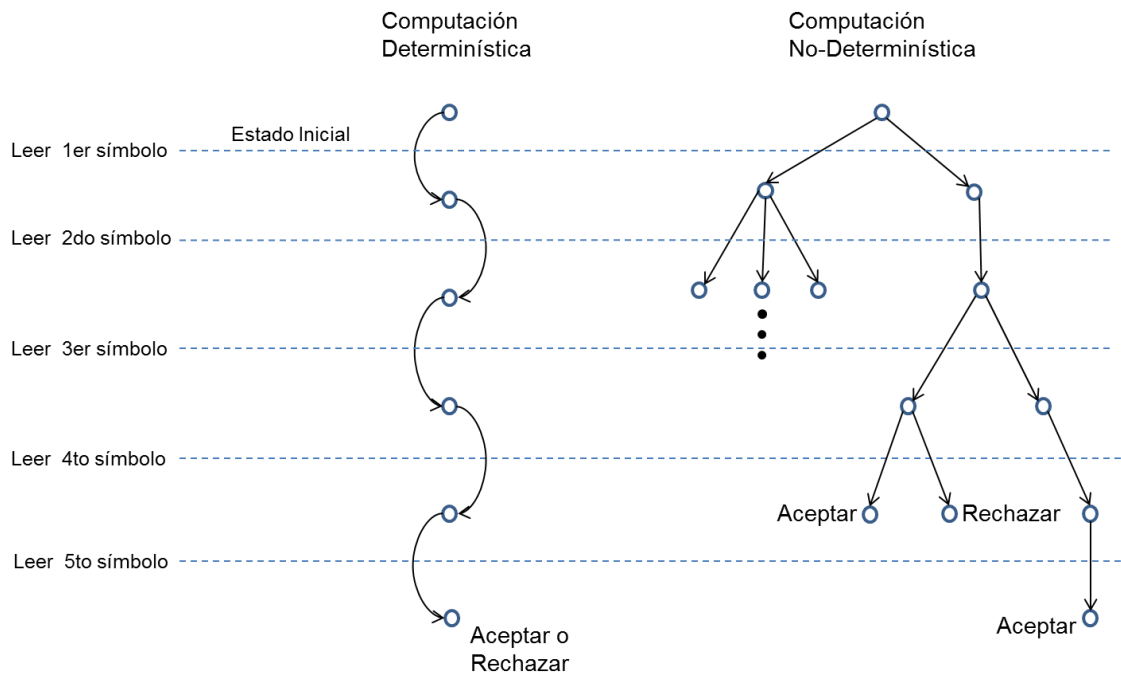 Computación
Determinística
Computación
No-Determinística
Estado Inicial
Leer 1er símbolo
Leer 2do símbolo
Leer 3er símbolo
Leer 4to símbolo
Aceptar
Rechazar
Leer 5to símbolo
Aceptar o
Rechazar
Aceptar